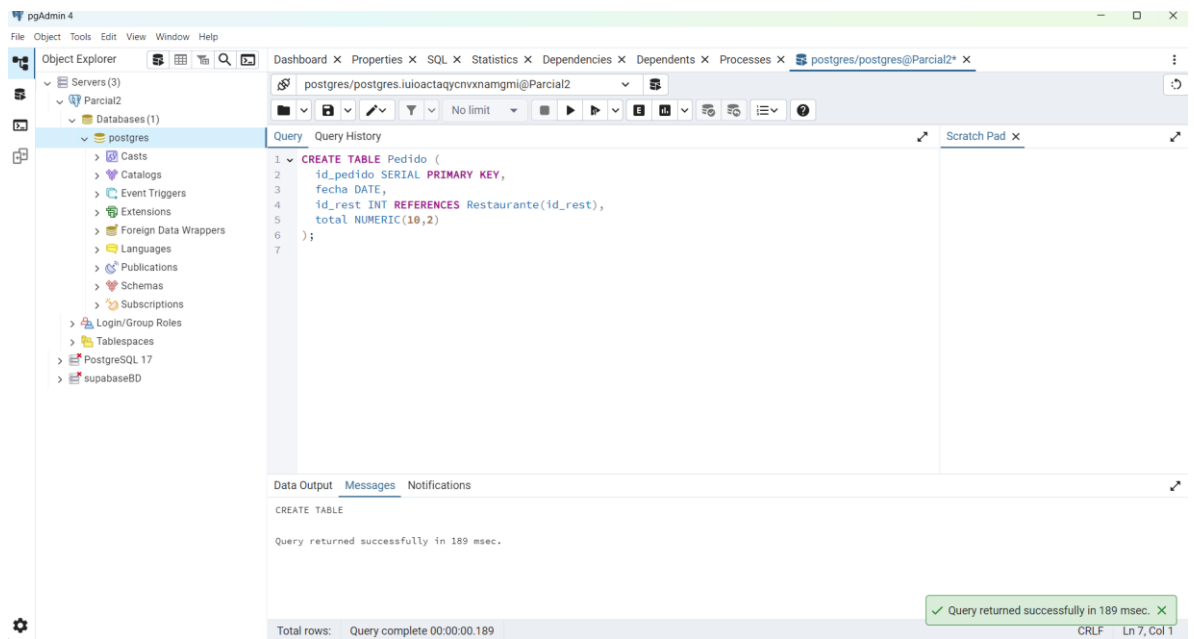 pgAdmin 4
File Object Tools Edit View Window Help
Object Explorer
Dashboard Properties SQL Statistics Dependencies Dependents Processes postgres/postgres@Parcial2*
Servers (3)
Parcial2
Databases (1)
postgres
Casts
Catalogs
Event Triggers
Extensions
Foreign Data Wrappers
Languages
Publications
Schemas
Subscriptions
Login/Group Roles
Tablespaces
PostgreSQL 17
supabaseBD
postgres/postgres.iuioactaqycnvxnamgmi@Parcial2
No limit
Query Query History
Scratch Pad
1 CREATE TABLE Pedido (
2 id_pedido SERIAL PRIMARY KEY,
3 fecha DATE,
4 id_rest INT REFERENCES Restaurante(id_rest),
5 total NUMERIC(10,2)
6 );
7
Data Output Messages Notifications
CREATE TABLE
Query returned successfully in 189 msec.
Query returned successfully in 189 msec.
Total rows: Query complete 00:00:00.189
CRLF Ln 7, Col 1